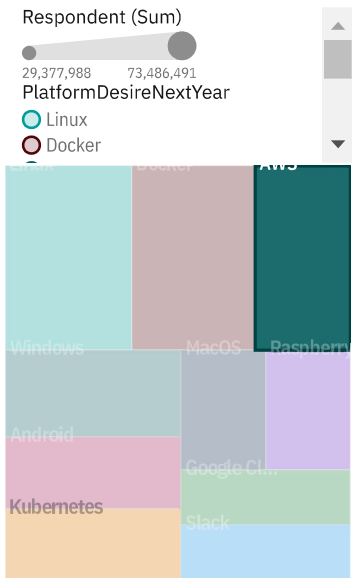 Respondent (Sum)
29,377,988 73,486,491
PlatformDesireNextYear
Linux
Docker
Linux Docker AWS
Windows MacOS Raspberry
Android
Google Cl...
Kubernetes
Slack